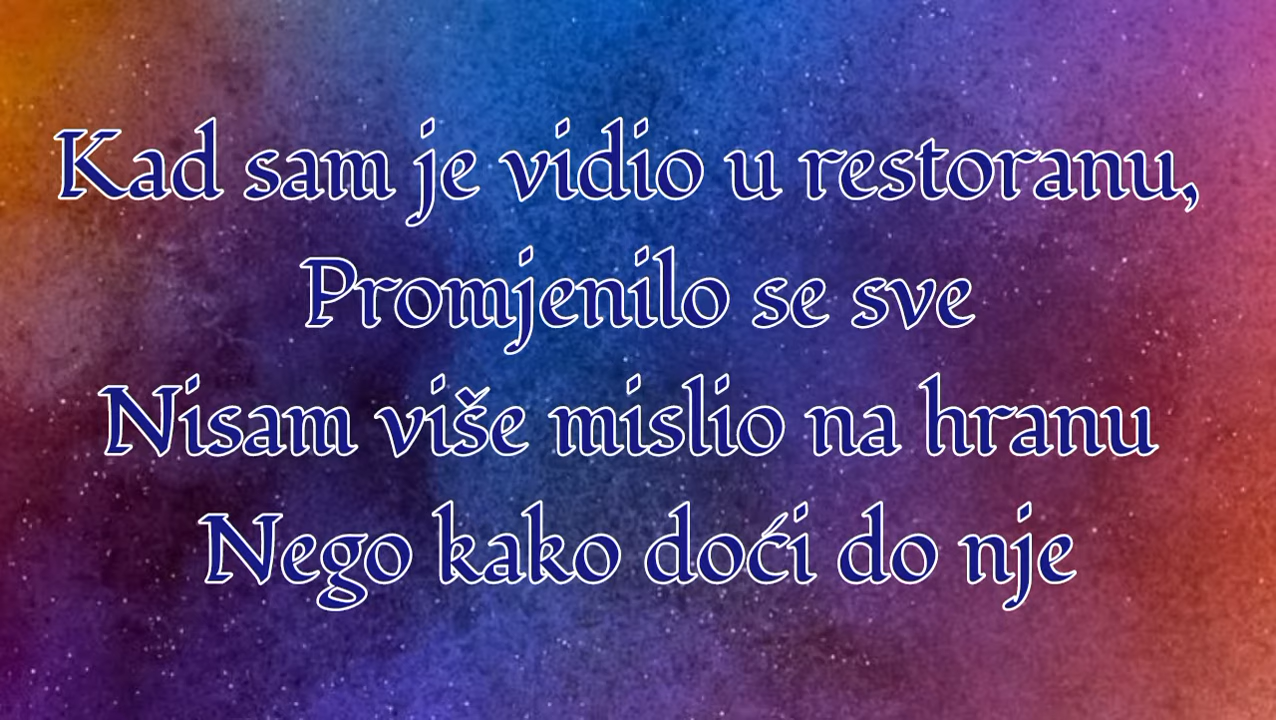 Kad sam je vidio u restoranu,
Promjenilo se sve
Nisam više mislio na hranu
Nego kako doći do nje